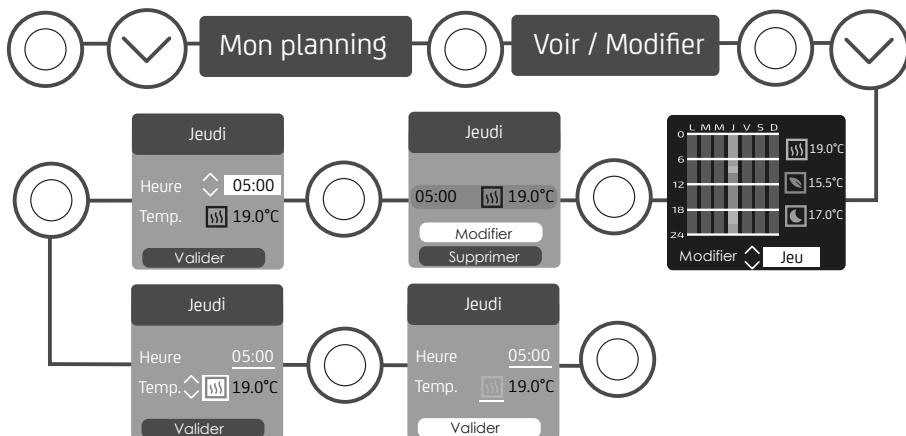 Mon planning
Voir / Modifier
Jeudi
Heure 05:00
Temp. 19.0°C
Valider
Jeudi
05:00 19.0°C
Modifier
Supprimer
L M M J V S D
0
6
12
18
24
19.0°C
15.5°C
17.0°C
Modifier Jeu
Jeudi
Heure 05:00
Temp. 19.0°C
Valider
Jeudi
Heure 05:00
Temp. 19.0°C
Valider